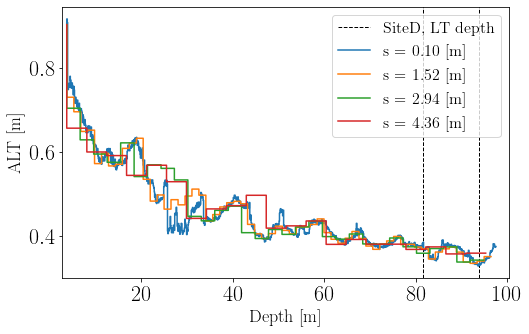 SiteD, LT depth
s = 0.10 [m]
s = 1.52 [m]
s = 2.94 [m]
s = 4.36 [m]
0.8
0.6
0.4
ALT [m]
20
40
60
80
100
Depth [m]